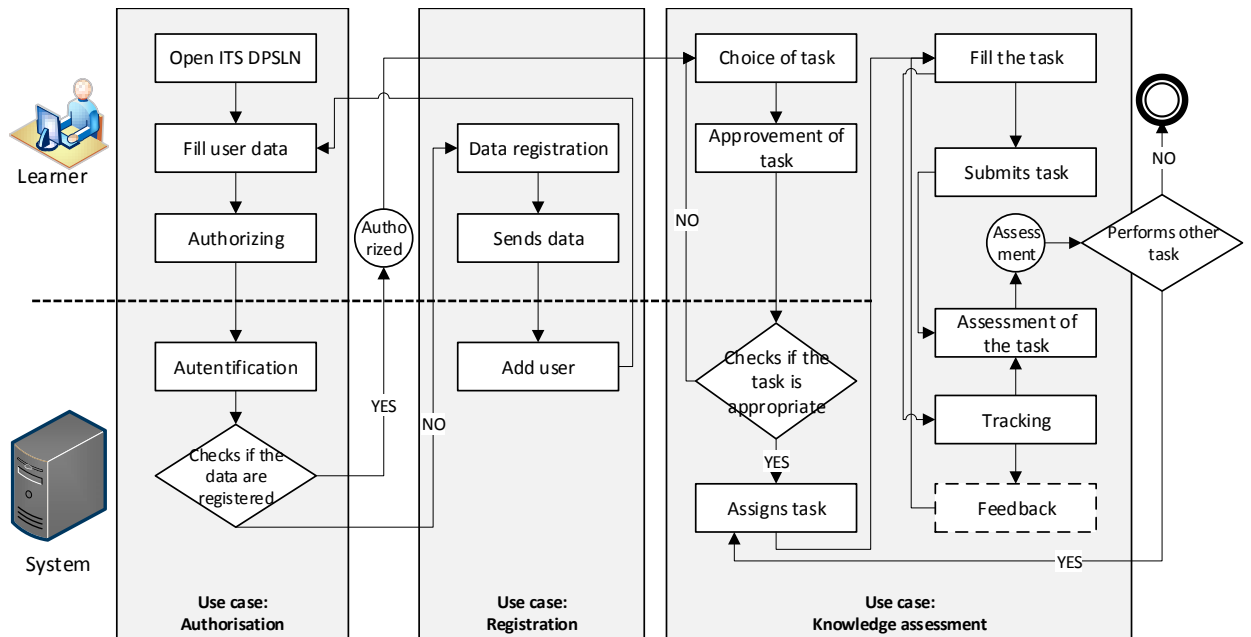 Open ITS DPSLN
Fill user data
Authorizing
Autentification
Checks if the
data are
registered
Use case:
Authorisation
Learner
System
YES
Autho
rized
NO
Data registration
Sends data
Add user
Use case:
Registration
Choice of task
Approvement of
task
NO
Checks if the
task is
appropriate
YES
Assigns task
Fill the task
Submits task
Assess
ment
Assessment of
the task
Tracking
Feedback
Use case:
Knowledge assessment
NO
Performs other
task
YES